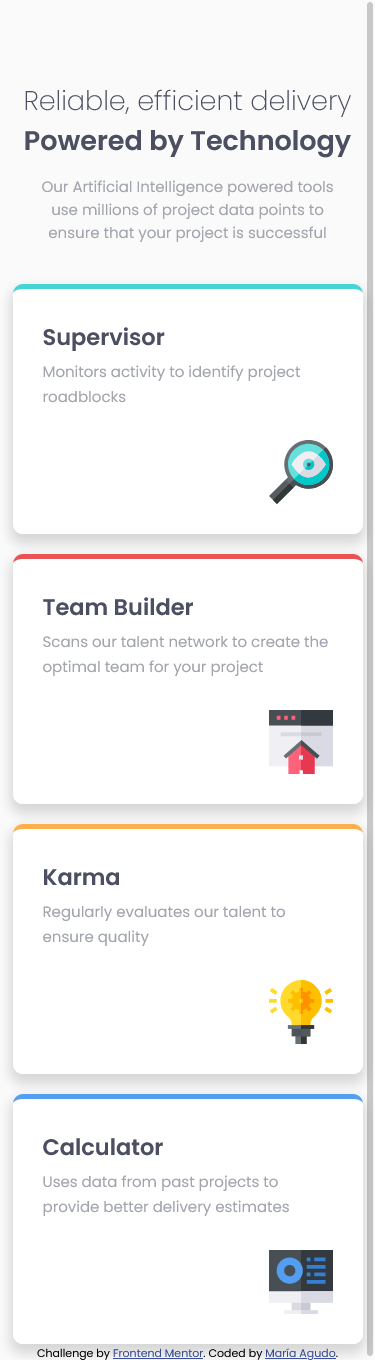 Reliable, efficient delivery
Powered by Technology
Our Artificial Intelligence powered tools
use millions of project data points to
ensure that your project is successful
Supervisor
Monitors activity to identify project
roadblocks
Team Builder
Scans our talent network to create the
optimal team for your project
Karma
Regularly evaluates our talent to
ensure quality
Calculator
Uses data from past projects to
provide better delivery estimates
Challenge by Frontend Mentor. Coded by María Agudo.